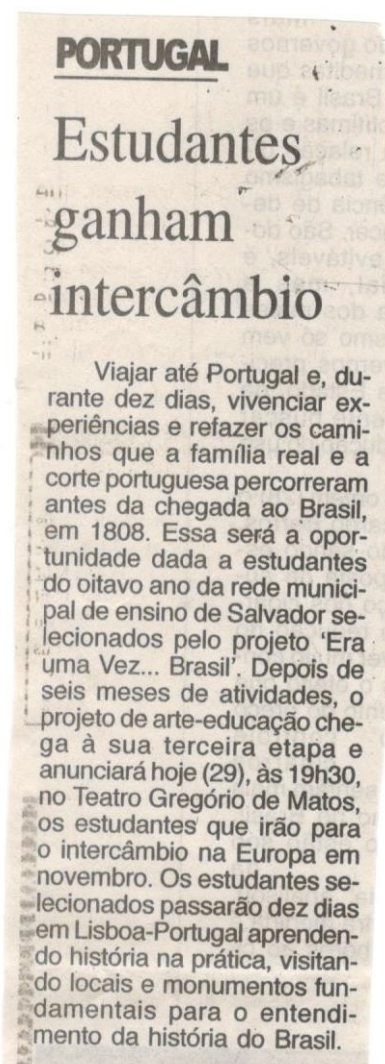 PORTUGAL
Estudantes
ganham
intercâmbio
Viajar até Portugal e, du-
rante dez dias, vivenciar ex-
periências e refazer os cami-
nhos que a família real e a
corte portuguesa percorreram
antes da chegada ao Brasil,
em 1808. Essa será a opor-
tunidade dada a estudantes
do oitavo ano da rede munici-
pal de ensino de Salvador se-
lecionados pelo projeto ‘Era
uma Vez... Brasil’. Depois de
seis meses de atividades, o
projeto de arte-educação che-
ga à sua terceira etapa e
anunciará hoje (29), às 19h30,
no Teatro Gregório de Matos,
os estudantes que irão para
o intercâmbio na Europa em
novembro. Os estudantes se-
lecionados passarão dez dias
em Lisboa-Portugal aprenden-
do história na prática, visitan-
do locais e monumentos fun-
damentais para o entendi-
mento da história do Brasil.